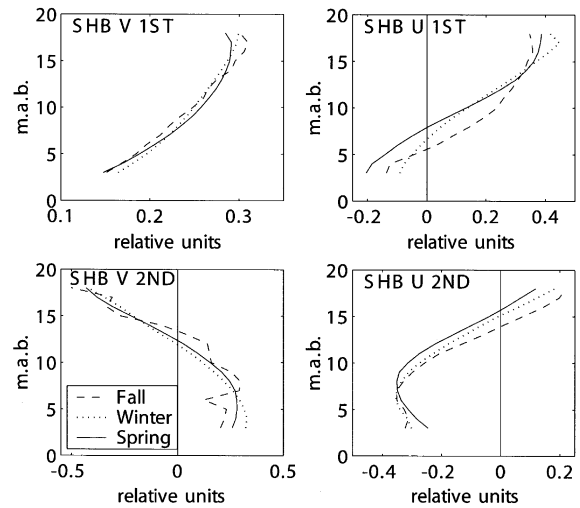 SHB V 1ST
20
15
10
5
0
m.a.b.
0.1 0.2 0.3
relative units
SHB U 1ST
20
15
10
5
0
m.a.b.
-0.2 0 0.2 0.4
relative units
SHB V 2ND
20
15
10
5
0
m.a.b.
Fall
Winter
Spring
-0.5 0 0.5
relative units
SHB U 2ND
20
15
10
5
0
m.a.b.
-0.4 -0.2 0 0.2
relative units